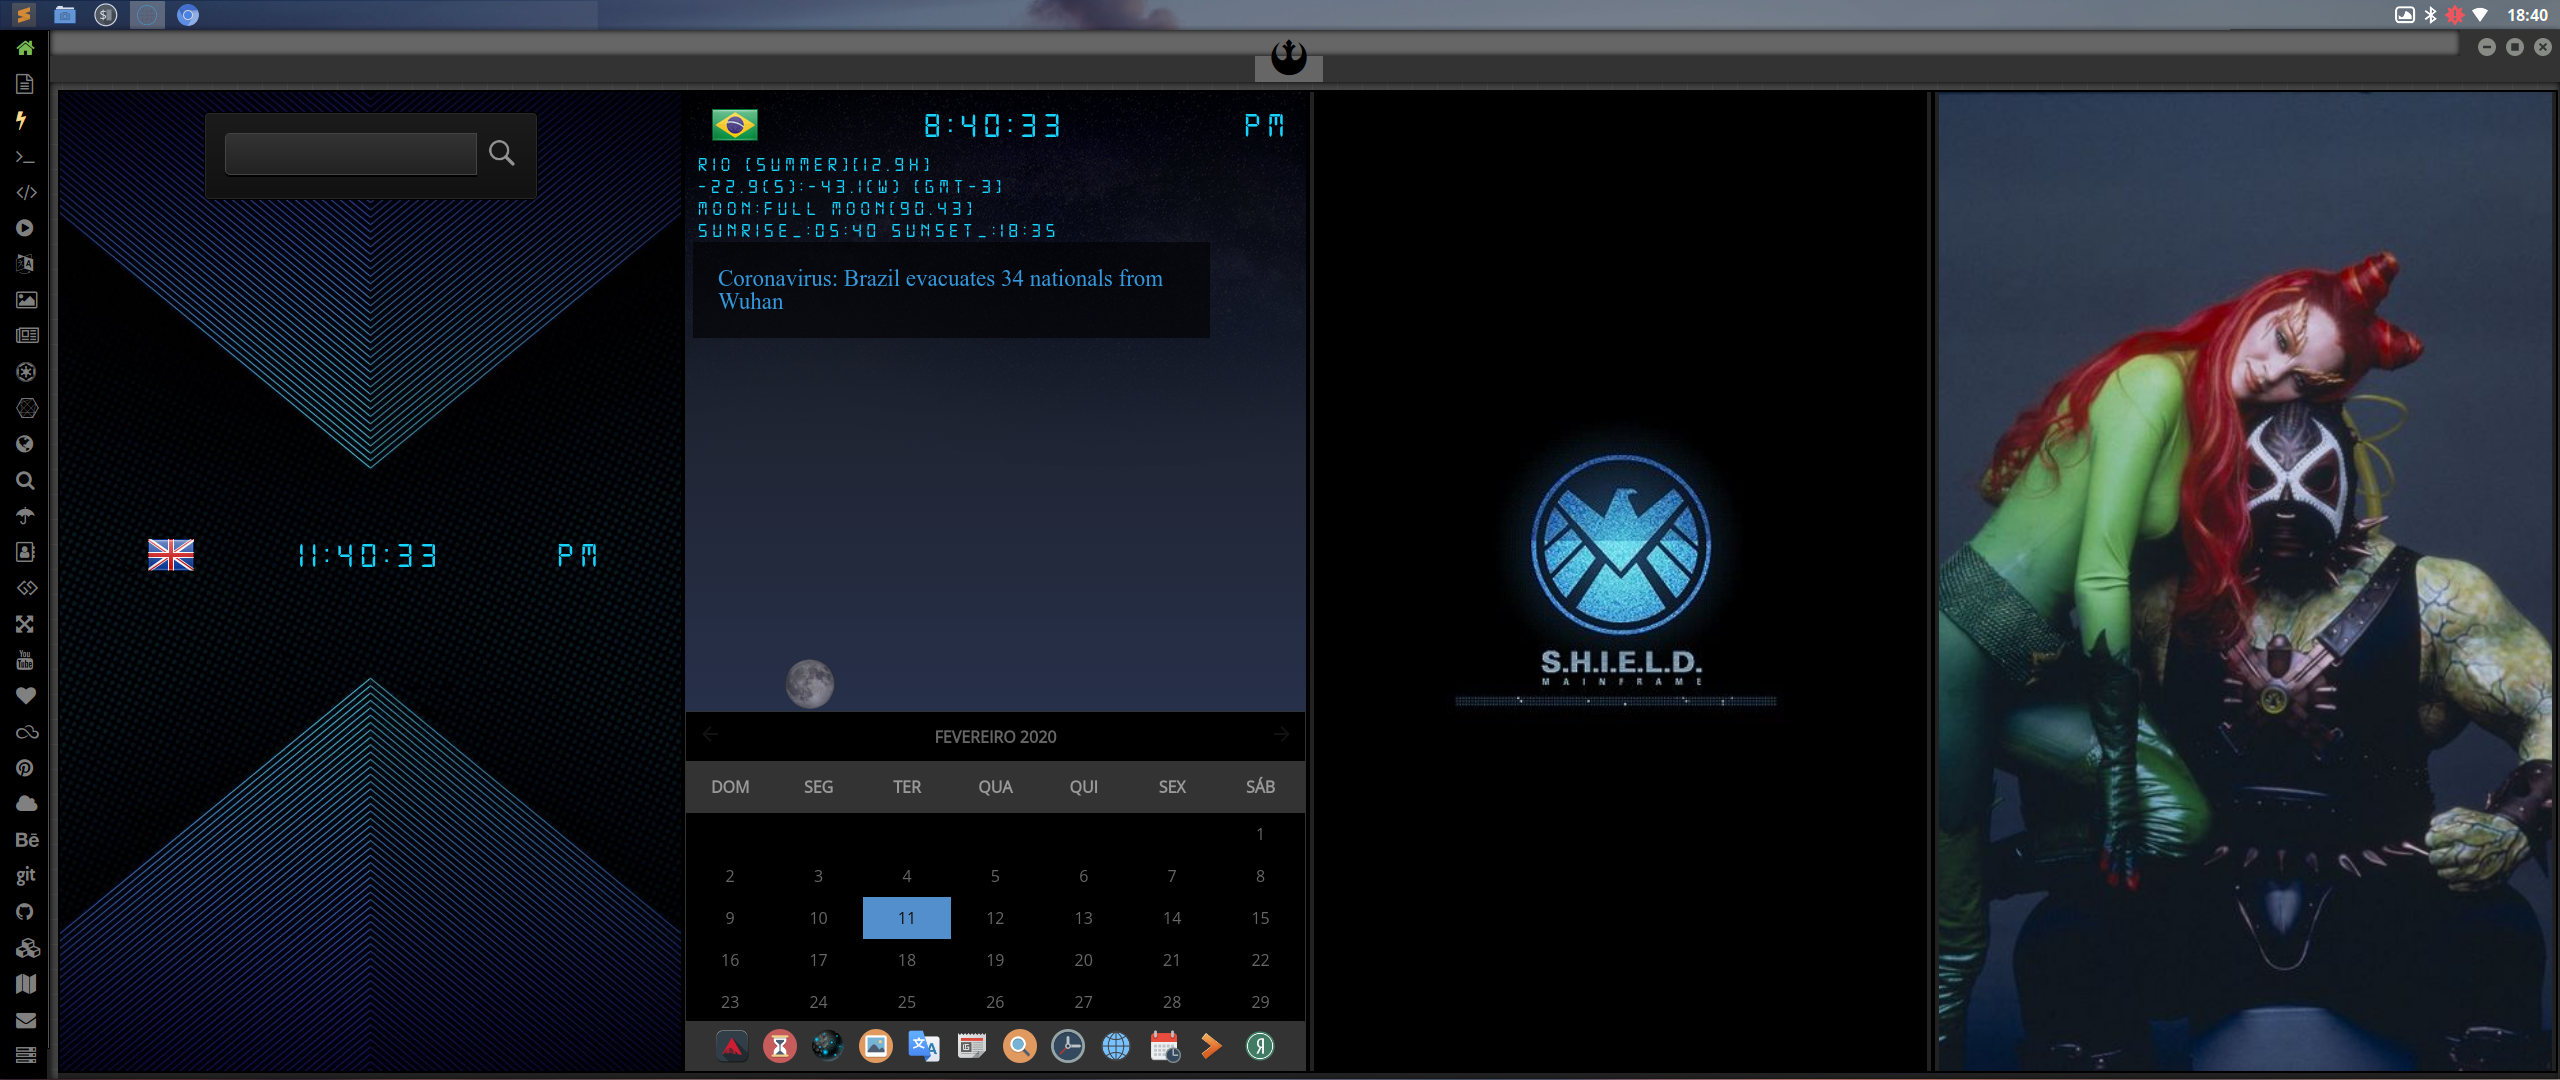 18:40
8:40:33 PM
RIO [SUMMER][12.9H]
-22.9(S):-43.1(W) [GMT-3]
MOON:FULL MOON[90.43]
SUNRISE_:05:40 SUNSET_:18:35
Coronavirus: Brazil evacuates 34 nationals from
Wuhan
11:40:33 PM
S.H.I.E.L.D.
MAINFRAME
FEVEREIRO 2020
DOM SEG TER QUA QUI SEX SÁB
1
2 3 4 5 6 7 8
9 10 11 12 13 14 15
16 17 18 19 20 21 22
23 24 25 26 27 28 29
You
Tube
Bē
git